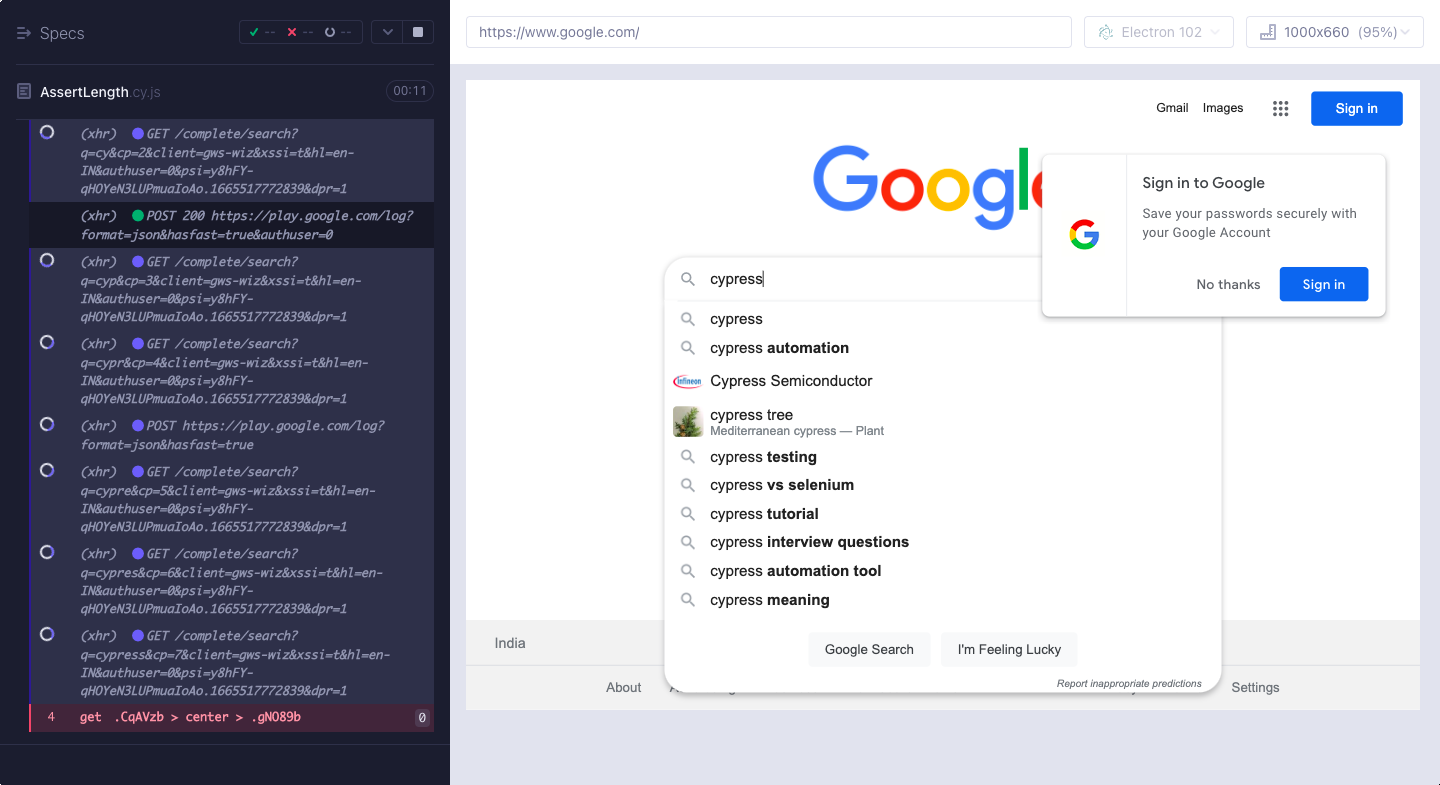 Specs
-- -- --
AssertLength.cy.js
00:11
(xhr) GET /complete/search?
q=cy&cp=2&client=gws-wiz&xssi=t&hl=en-
IN&authuser=0&psi=y8hFY-
qHOYeN3LUPmuaIoAo.1665517772839&dpr=1
(xhr) POST 200 https://play.google.com/log?
format=json&hasfast=true&authuser=0
(xhr) GET /complete/search?
q=cyp&cp=3&client=gws-wiz&xssi=t&hl=en-
IN&authuser=0&psi=y8hFY-
qHOYeN3LUPmuaIoAo.1665517772839&dpr=1
(xhr) GET /complete/search?
q=cypr&cp=4&client=gws-wiz&xssi=t&hl=en-
IN&authuser=0&psi=y8hFY-
qHOYeN3LUPmuaIoAo.1665517772839&dpr=1
(xhr) POST https://play.google.com/log?
format=json&hasfast=true
(xhr) GET /complete/search?
q=cypre&cp=5&client=gws-wiz&xssi=t&hl=en-
IN&authuser=0&psi=y8hFY-
qHOYeN3LUPmuaIoAo.1665517772839&dpr=1
(xhr) GET /complete/search?
q=cypres&cp=6&client=gws-wiz&xssi=t&hl=en-
IN&authuser=0&psi=y8hFY-
qHOYeN3LUPmuaIoAo.1665517772839&dpr=1
(xhr) GET /complete/search?
q=cypress&cp=7&client=gws-wiz&xssi=t&hl=en-
IN&authuser=0&psi=y8hFY-
qHOYeN3LUPmuaIoAo.1665517772839&dpr=1
4 get .CqAVzb > center > .gNO89b 0
https://www.google.com/
Electron 102
1000x660 (95%)
Gmail Images
Sign in
Google
Sign in to Google
Save your passwords securely with
your Google Account
No thanks
Sign in
cypress
cypress
cypress automation
infineon
Cypress Semiconductor
cypress tree
Mediterranean cypress — Plant
cypress testing
cypress vs selenium
cypress tutorial
cypress interview questions
cypress automation tool
cypress meaning
Google Search
I'm Feeling Lucky
Report inappropriate predictions
India
About
Settings